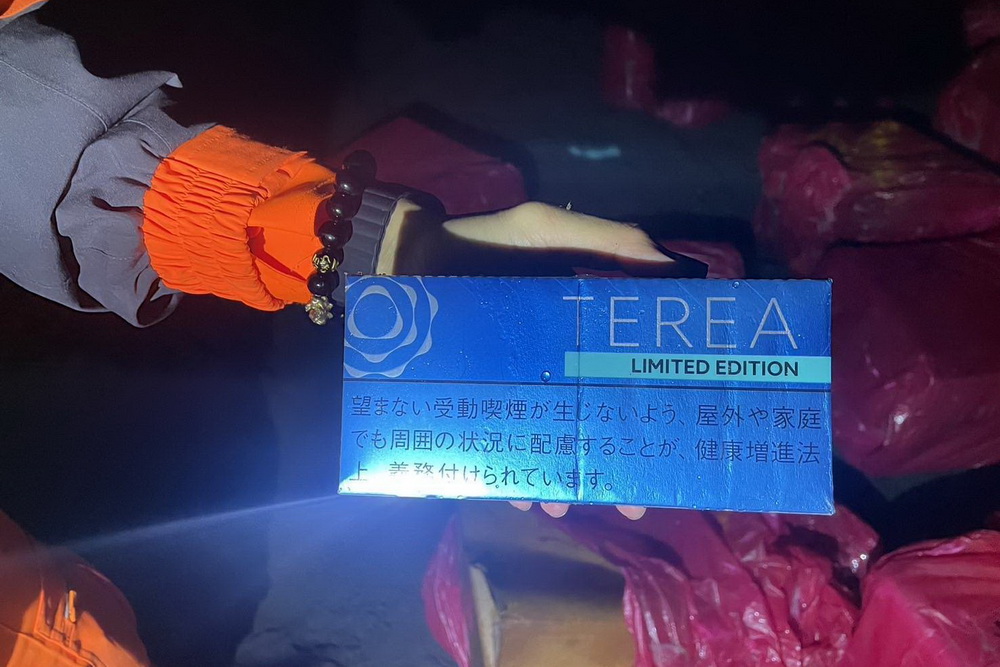 TEREA
LIMITED EDITION
望まない受動喫煙が生じないよう、屋外や家庭
でも周囲の状況に配慮することが、健康増進法
上、義務付けられています。